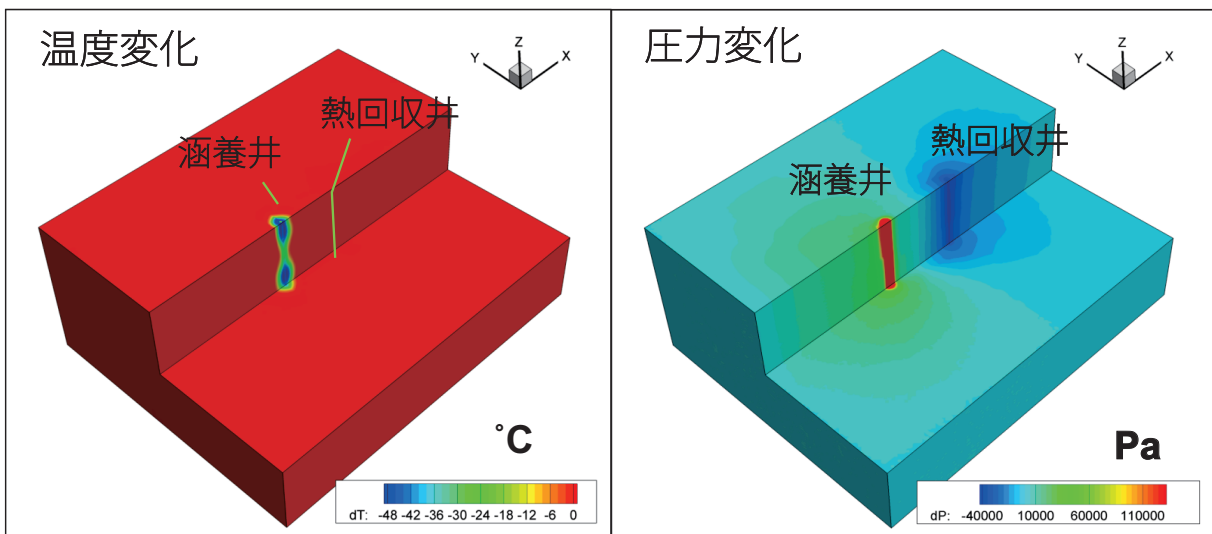 温度変化
Z
Y
X
熱回収井
涵養井
°C
dT: -48 -42 -36 -30 -24 -18 -12 -6 0
圧力変化
Z
Y
X
熱回収井
涵養井
Pa
dP: -40000 10000 60000 110000